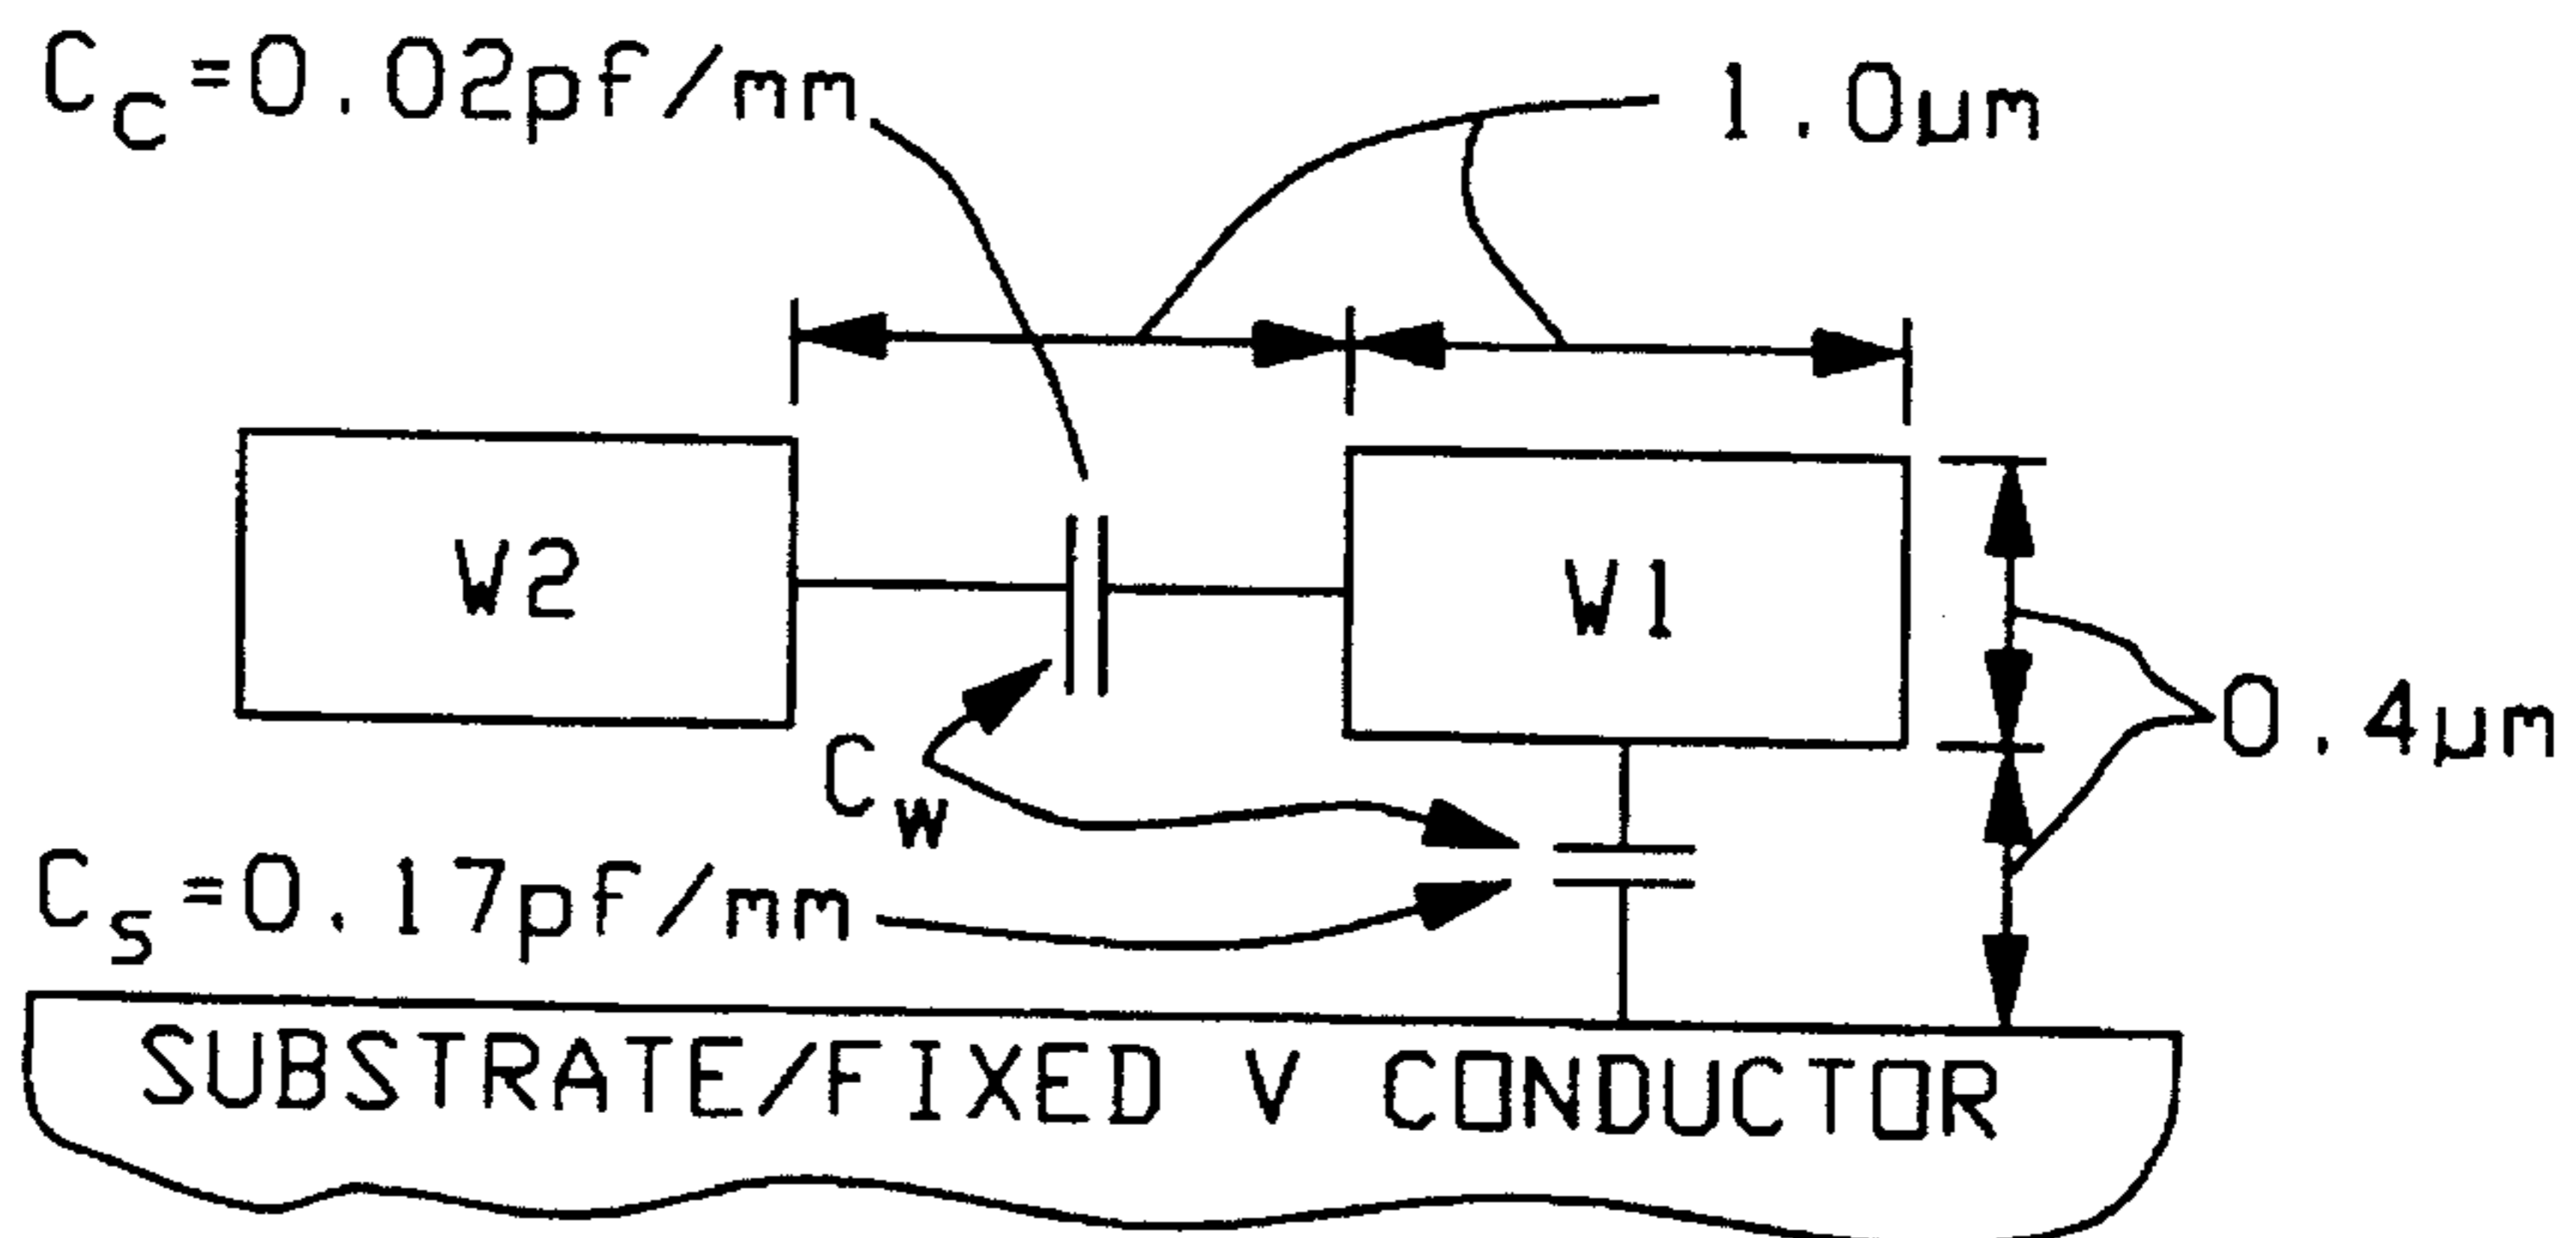 C_C=0.02pf/mm
1.0µm
W2
W1
0.4µm
C_W
C_S=0.17pf/mm
SUBSTRATE/FIXED V CONDUCTOR